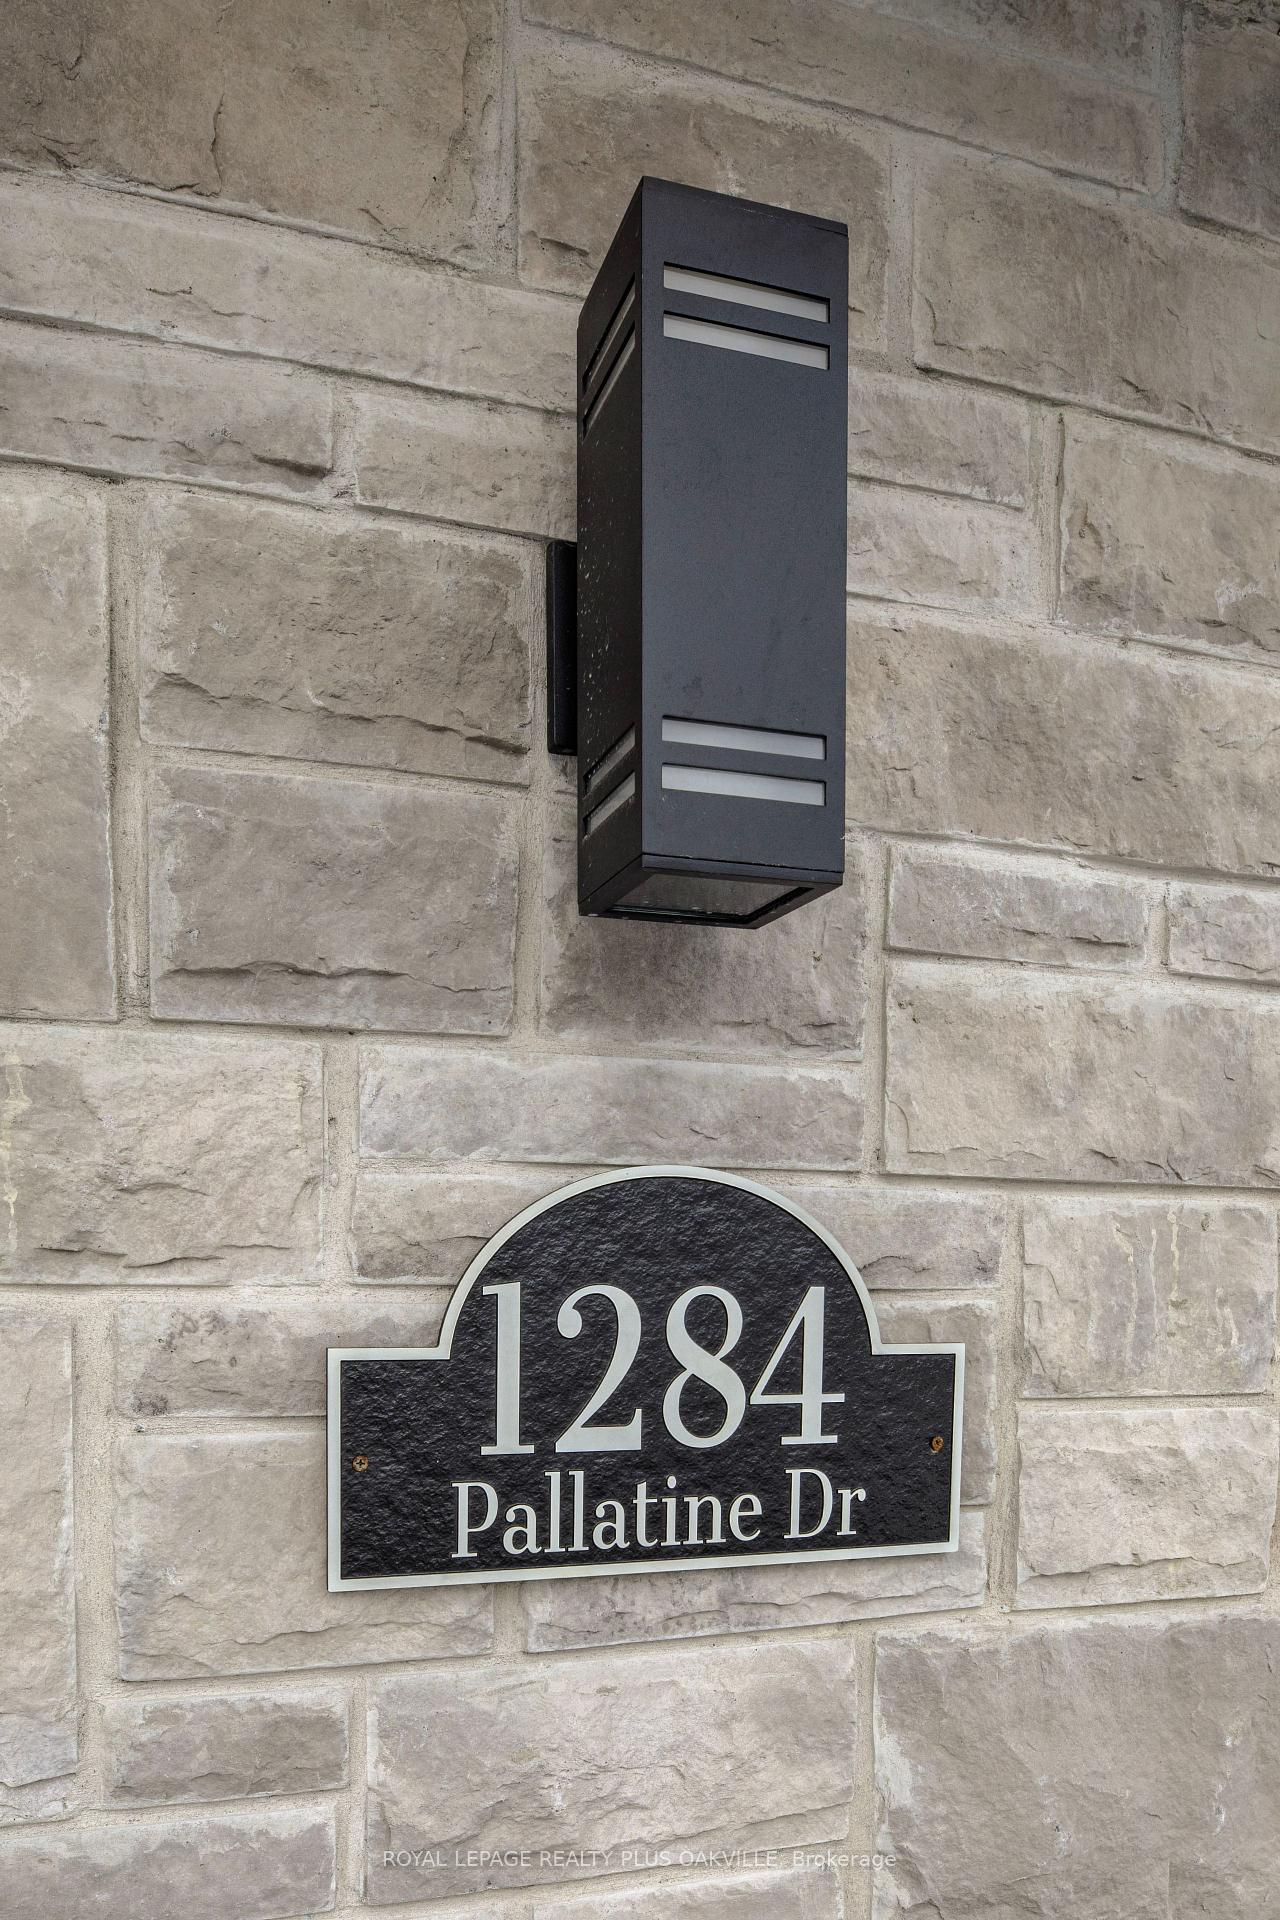 1284
Pallatine Dr
ROYAL LEPAGE REALTY PLUS OAKVILLE, Brokerage